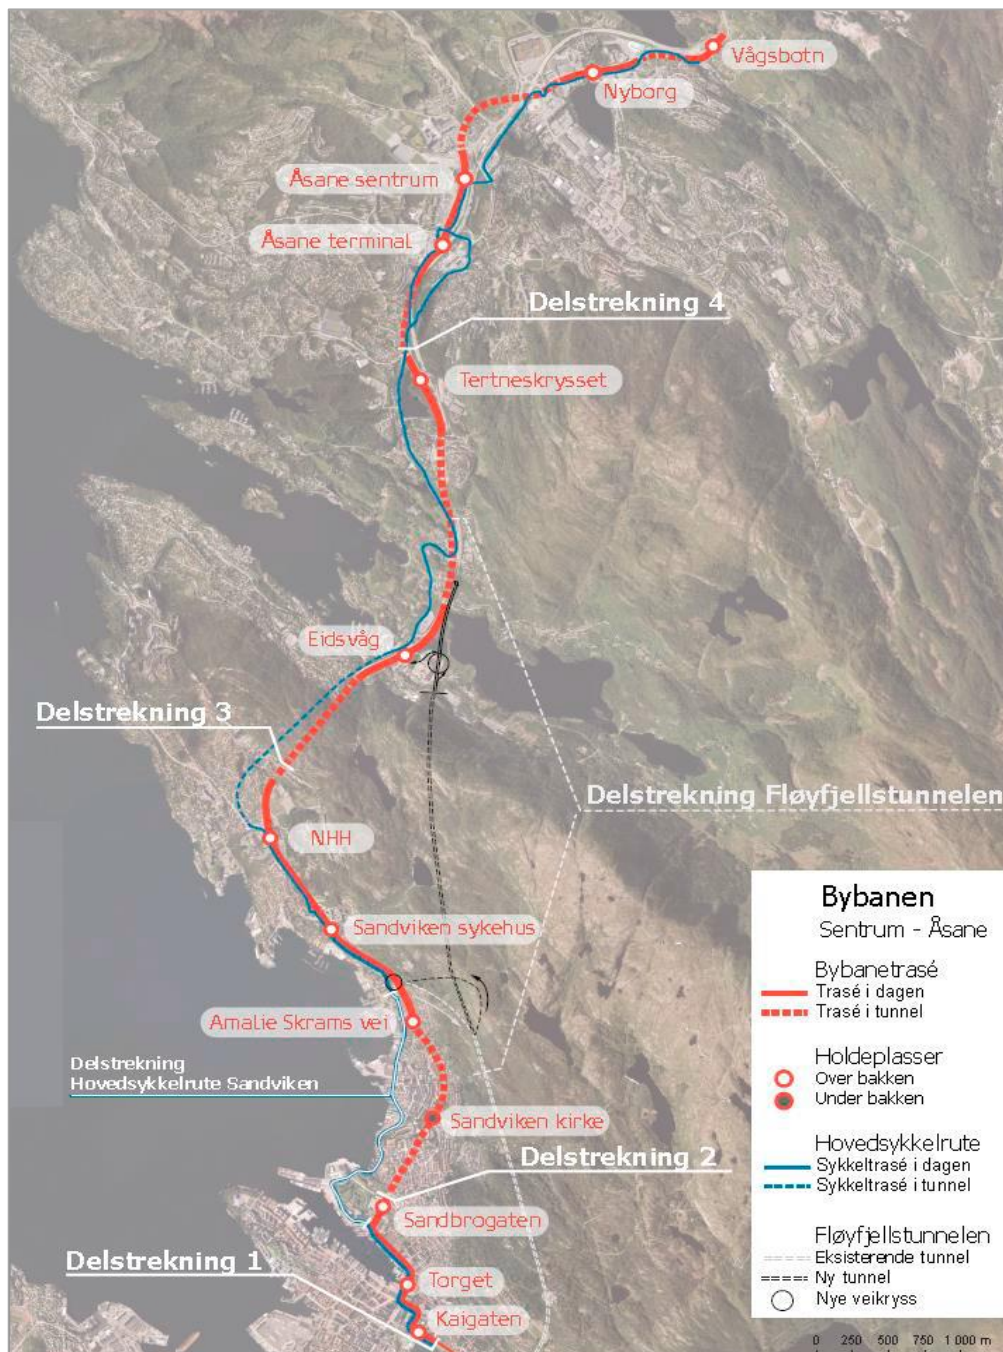 Vågsbotn
Nyborg
Åsane sentrum
Åsane terminal
Delstrekning 4
Tertneskrysset
Eidsvåg
Delstrekning 3
Delstrekning Fløyfjellstunnelen
NHH
Sandviken sykehus
Amalie Skrams vei
Delstrekning
Hovedsykkelrute Sandviken
Sandviken kirke
Delstrekning 2
Sandbrogaten
Delstrekning 1
Torget
Kaigaten
Bybanen
Sentrum - Åsane
Bybanetrasé
Trasé i dagen
Trasé i tunnel
Holdeplasser
Over bakken
Under bakken
Hovedsykkelrute
Sykkeltrasé i dagen
Sykkeltrasé i tunnel
Fløyfjellstunnelen
Eksisterende tunnel
Ny tunnel
Nye veikryss
0 250 500 750 1 000 m